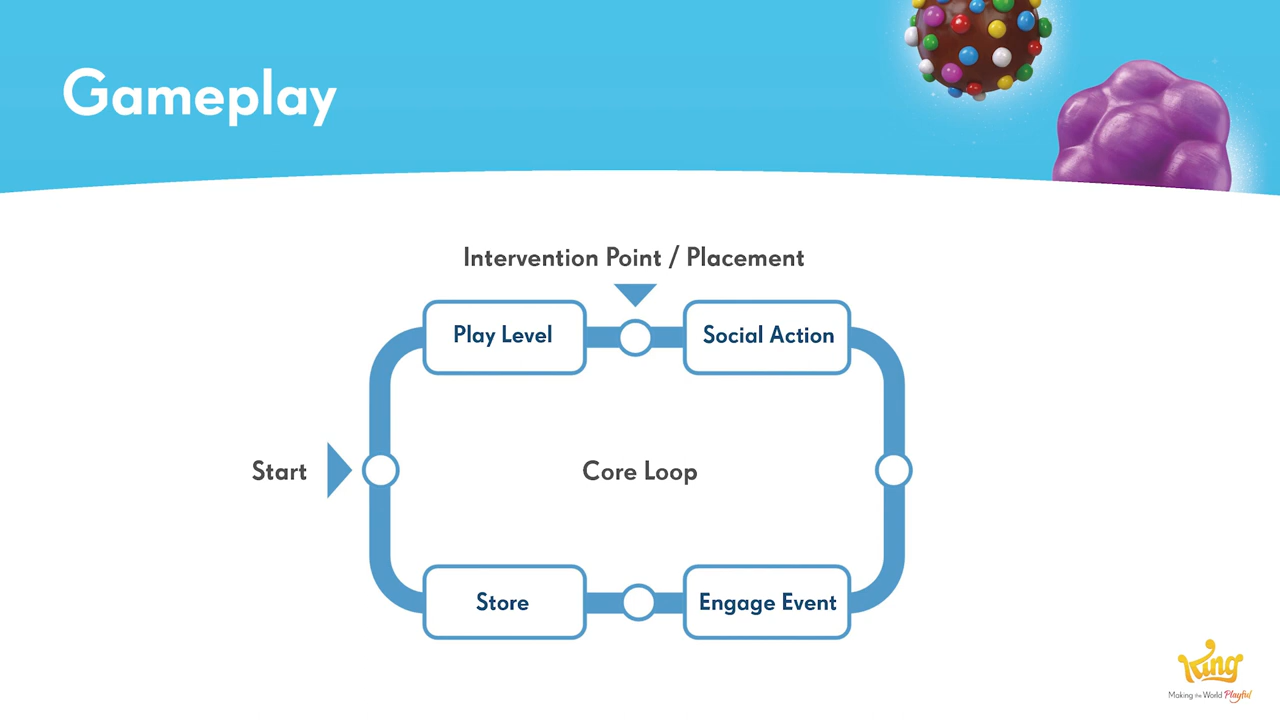 Gameplay
Intervention Point / Placement
Play Level
Social Action
Start
Core Loop
Store
Engage Event
King
Making the World Playful